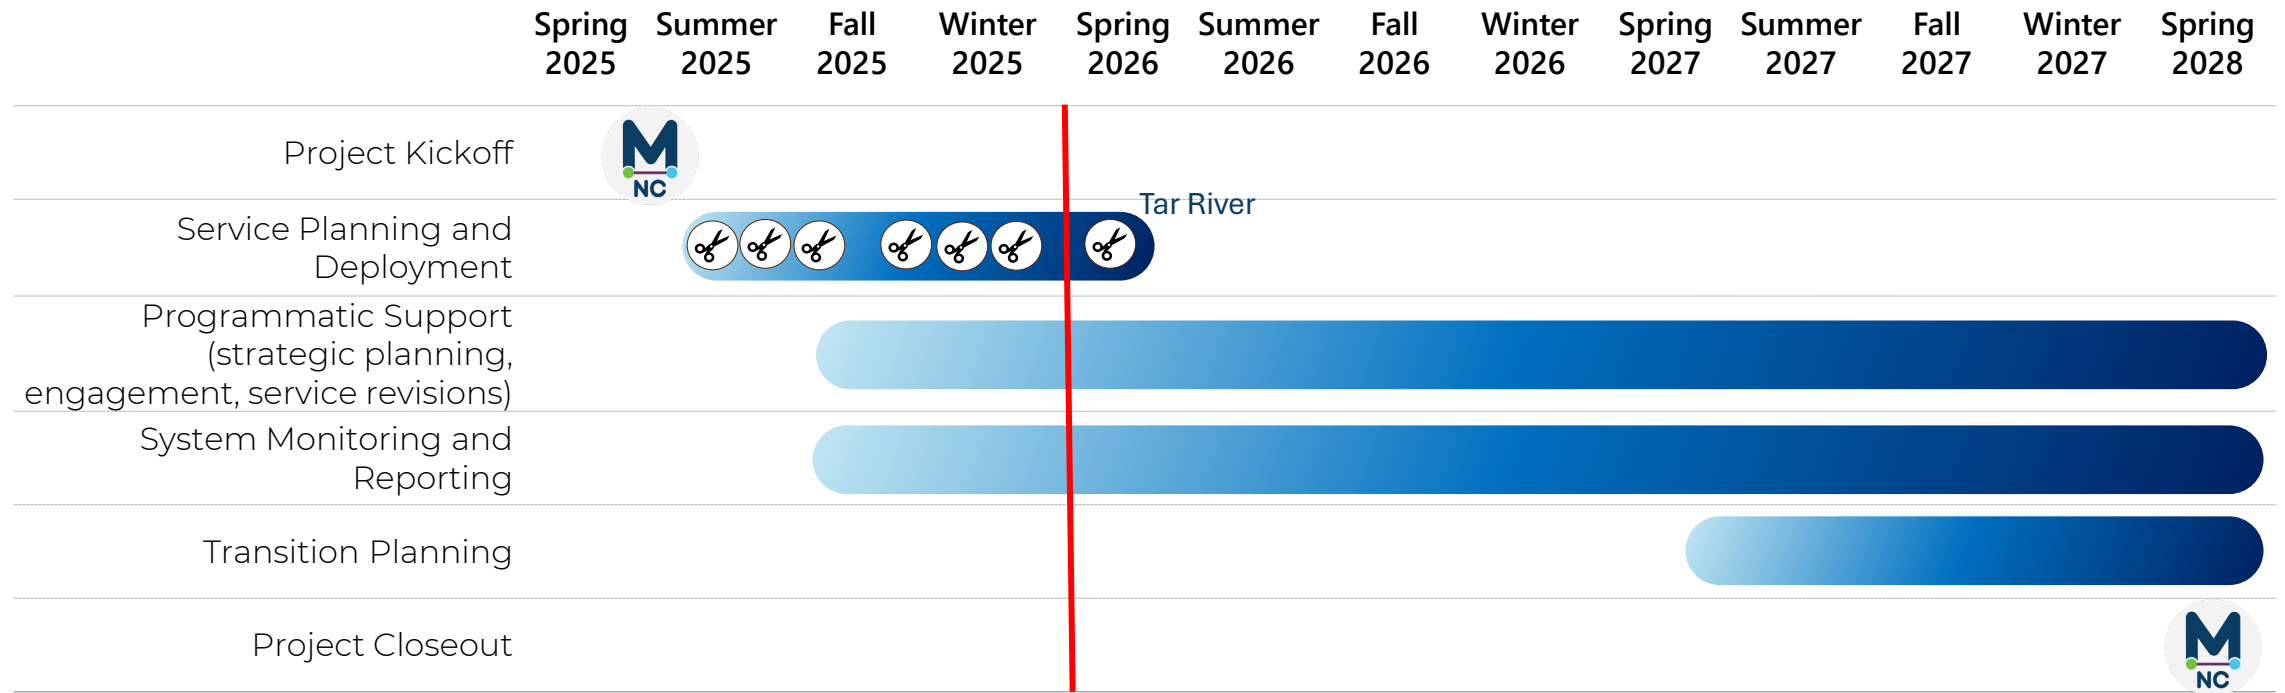 Spring Summer Fall Winter Spring Summer Fall Winter Spring Summer Fall Winter Spring
2025 2025 2025 2025 2026 2026 2026 2026 2027 2027 2027 2027 2028
Project Kickoff
M
NC
Tar River
Service Planning and
Deployment
Programmatic Support
(strategic planning,
engagement, service revisions)
System Monitoring and
Reporting
Transition Planning
Project Closeout
M
NC